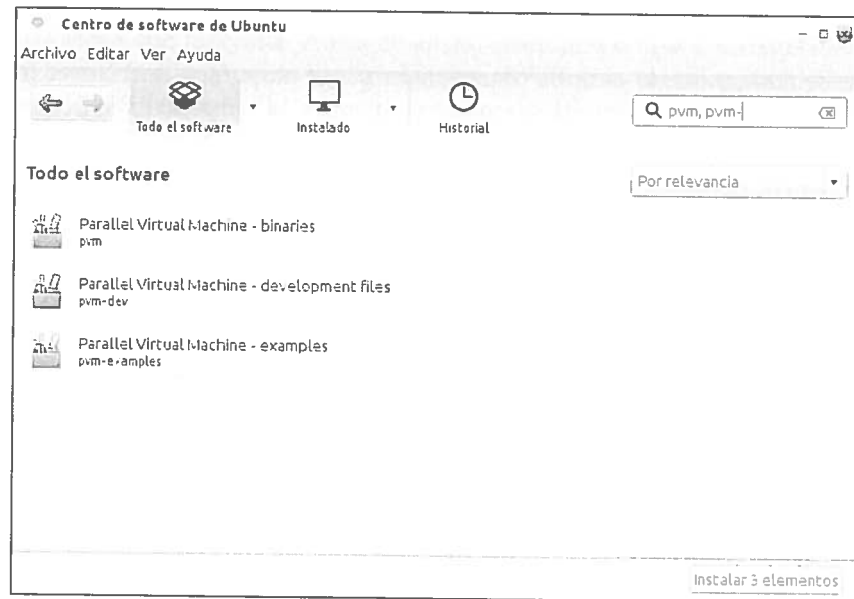 Centro de software de Ubuntu
Archivo Editar Ver Ayuda
Todo el software
Instalado
Historial
pvm, pvm-
Todo el software
Por relevancia
Parallel Virtual Machine - binaries
pvm
Parallel Virtual Machine - development files
pvm-dev
Parallel Virtual Machine - examples
pvm-examples
Instalar 3 elementos